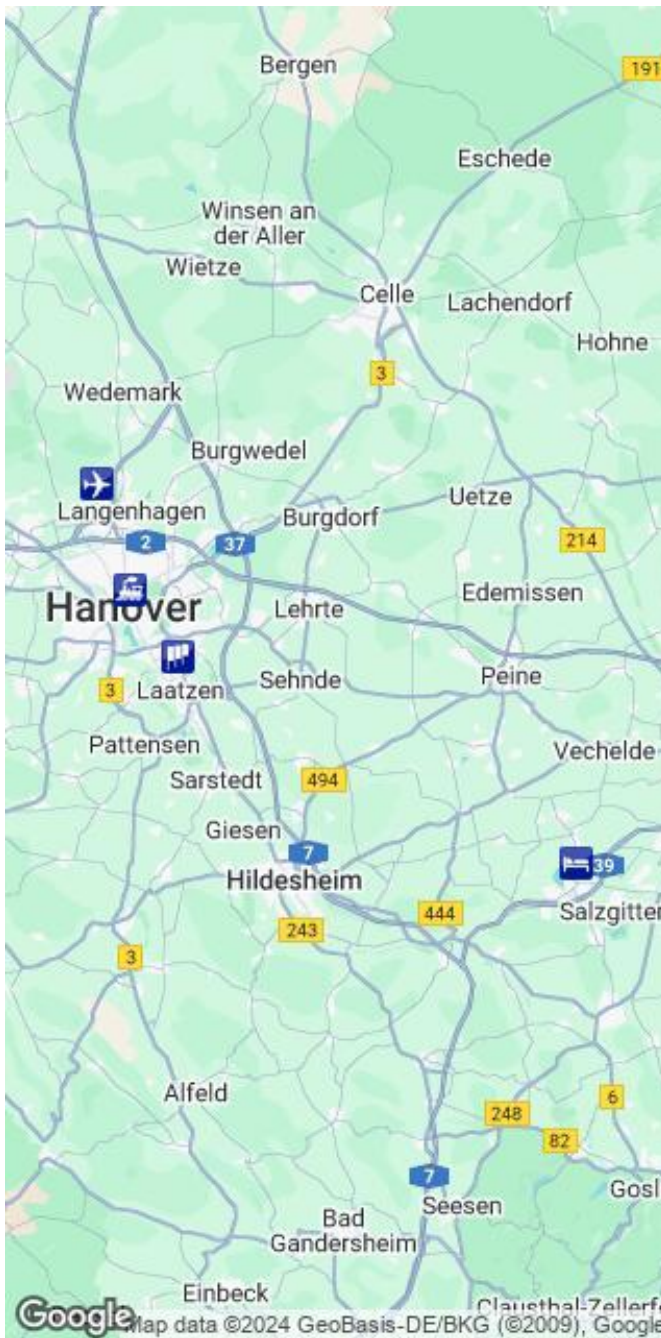 Bergen
191
Eschede
Winsen an
der Aller
Wietze
Celle
Lachendorf
Hohne
3
Wedemark
Burgwedel
Langenhagen
Uetze
Burgdorf
2
37
214
Hanover
Lehrte
Edemissen
Laatzen
3
Sehnde
Peine
Pattensen
Vechelde
Sarstedt
494
Giesen
7
39
Hildesheim
444
Salzgitter
243
3
Alfeld
6
248
82
7
Gosl
Seesen
Bad
Gandersheim
Einbeck
Clausthal-Zellerfe
Google
Map data ©2024 GeoBasis-DE/BKG (©2009), Google